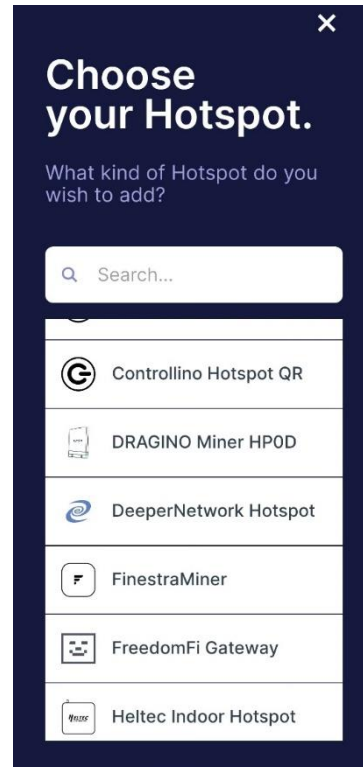 Choose
your Hotspot.
What kind of Hotspot do you
wish to add?
Search...
Controllino Hotspot QR
DRAGINO Miner HP0D
DeeperNetwork Hotspot
FinestraMiner
FreedomFi Gateway
Heltec Indoor Hotspot